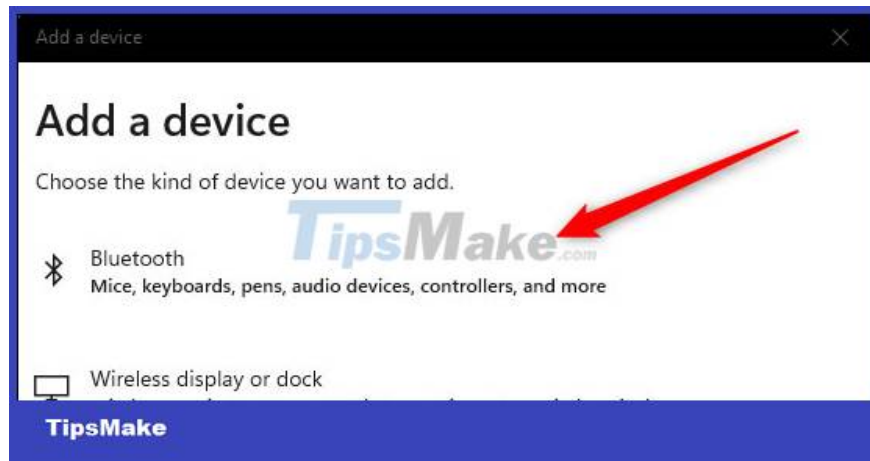 Add a device
Add a device
Choose the kind of device you want to add.
TipsMake.com
Bluetooth
Mice, keyboards, pens, audio devices, controllers, and more
Wireless display or dock
TipsMake